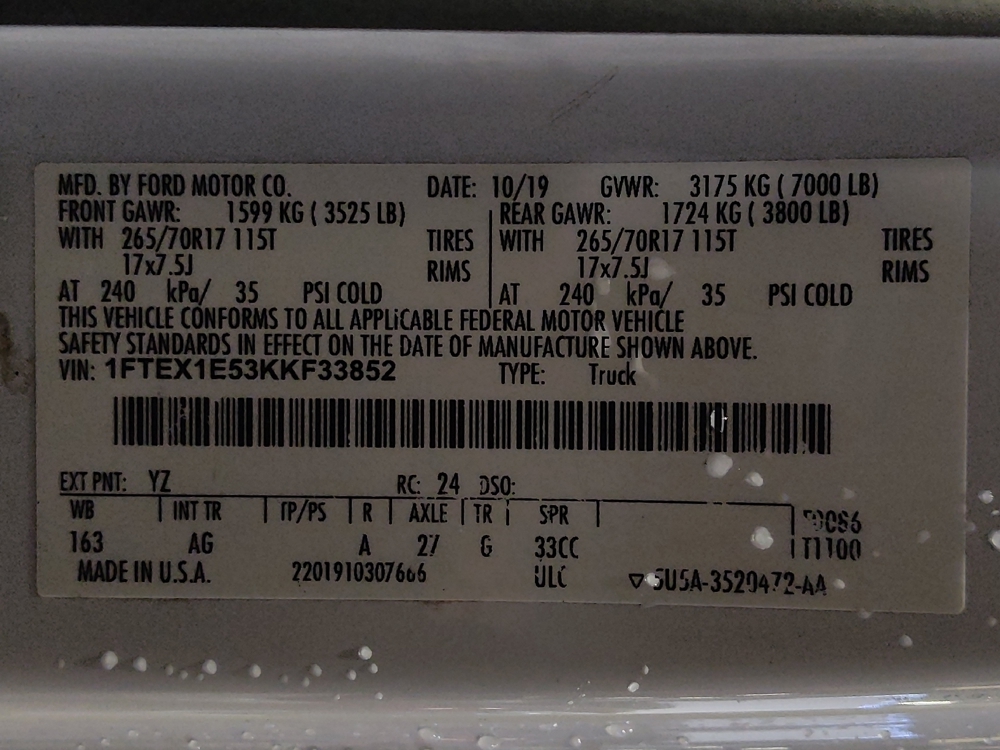 MFD. BY FORD MOTOR CO. DATE: 10/19 GVWR: 3175 KG ( 7000 LB)
FRONT GAWR: 1599 KG ( 3525 LB) REAR GAWR: 1724 KG ( 3800 LB)
WITH 265/70R17 115T TIRES WITH 265/70R17 115T TIRES
17x7.5J RIMS 17x7.5J RIMS
AT 240 kPa/ 35 PSI COLD AT 240 kPa/ 35 PSI COLD
THIS VEHICLE CONFORMS TO ALL APPLiCABLE FEDERAL MOTOR VEHICLE
SAFETY STANDARDS IN EFFECT ON THE DATE OF MANUFACTURE SHOWN ABOVE.
VIN: 1FTEX1E53KKF33852 TYPE: Truck
EXT PNT: YZ RC: 24 DSO:
WB INT TR TP/PS R AXLE TR SPR
163 AG A 27 G 33CC T1100
MADE IN U.S.A. 2201910307666 ULC 5U5A-3520472-AA